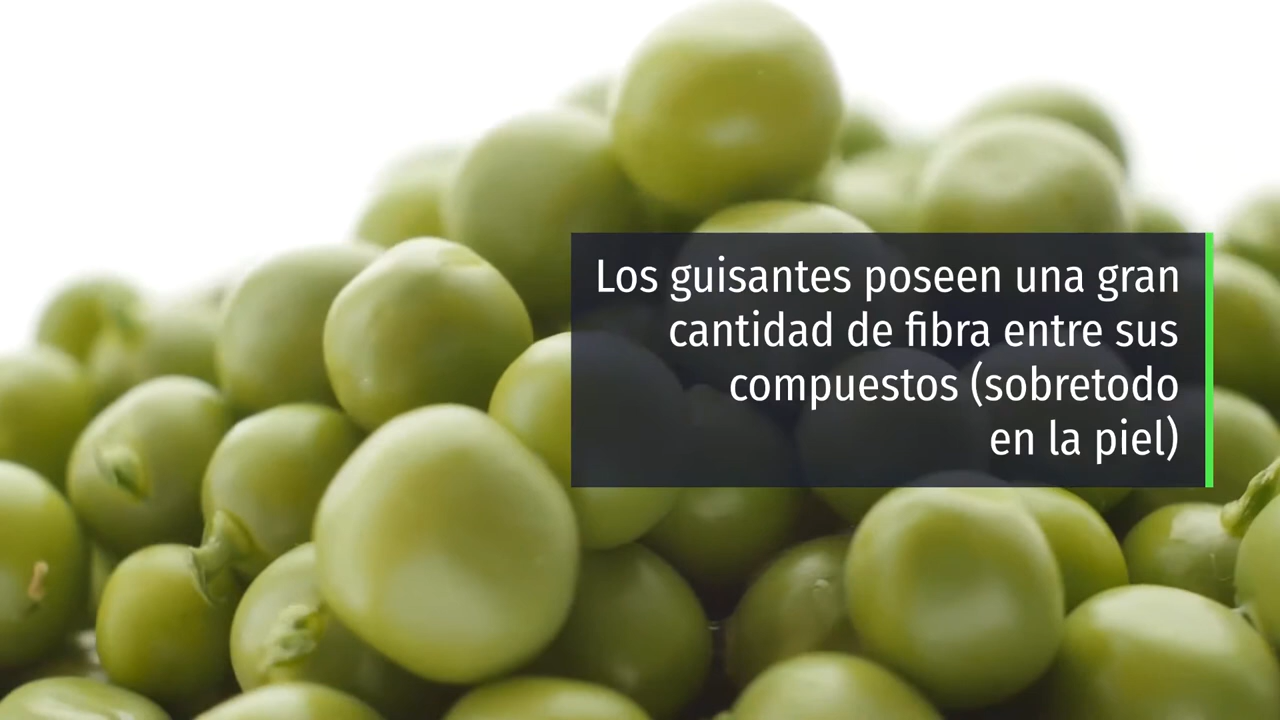 Los guisantes poseen una gran
cantidad de fibra entre sus
compuestos (sobretodo
en la piel)